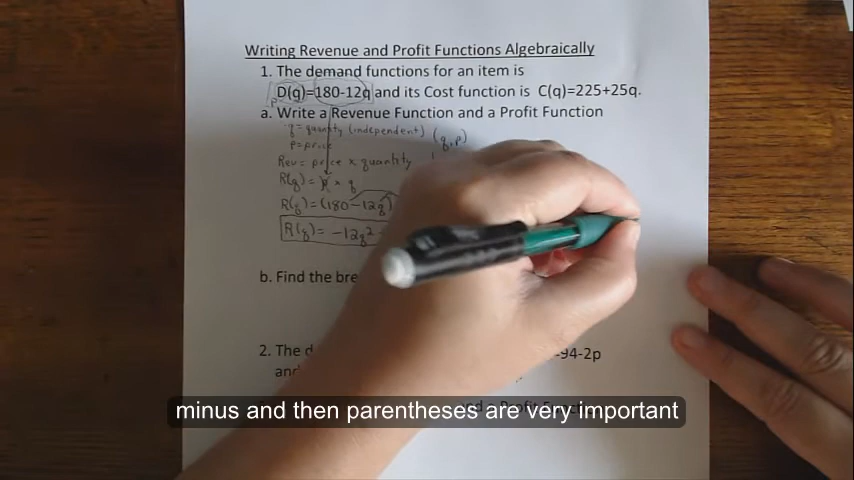 Writing Revenue and Profit Functions Algebraically
1. The demand functions for an item is
D(q)=180-12q and its Cost function is C(q)=225+25q.
p
a. Write a Revenue Function and a Profit Function
q = quantity (independent) (q,p)
p = price
Rev = price x quantity
R(q) = p x q
R(q) = (180 -12q)
R(q) = -12q²
b. Find the bre
2. The d -94-2p
and
minus and then parentheses are very important